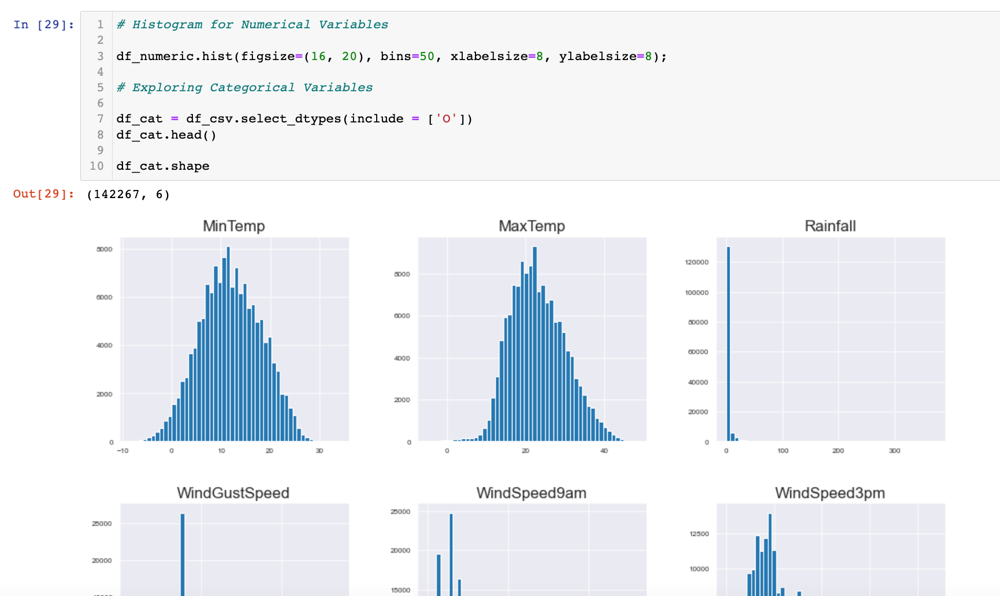 In [29]:
1 # Histogram for Numerical Variables
2
3 df_numeric.hist(figsize=(16, 20), bins=50, xlabelsize=8, ylabelsize=8);
4
5 # Exploring Categorical Variables
6
7 df_cat = df_csv.select_dtypes(include = ['O'])
8 df_cat.head()
9
10 df_cat.shape
Out[29]: (142267, 6)
MinTemp
8000
6000
4000
2000
0
−10 0 10 20 30
MaxTemp
8000
6000
4000
2000
0
0 20 40
Rainfall
120000
100000
80000
60000
40000
20000
0
0 100 200 300
WindGustSpeed
25000
20000
WindSpeed9am
25000
20000
15000
WindSpeed3pm
12500
10000